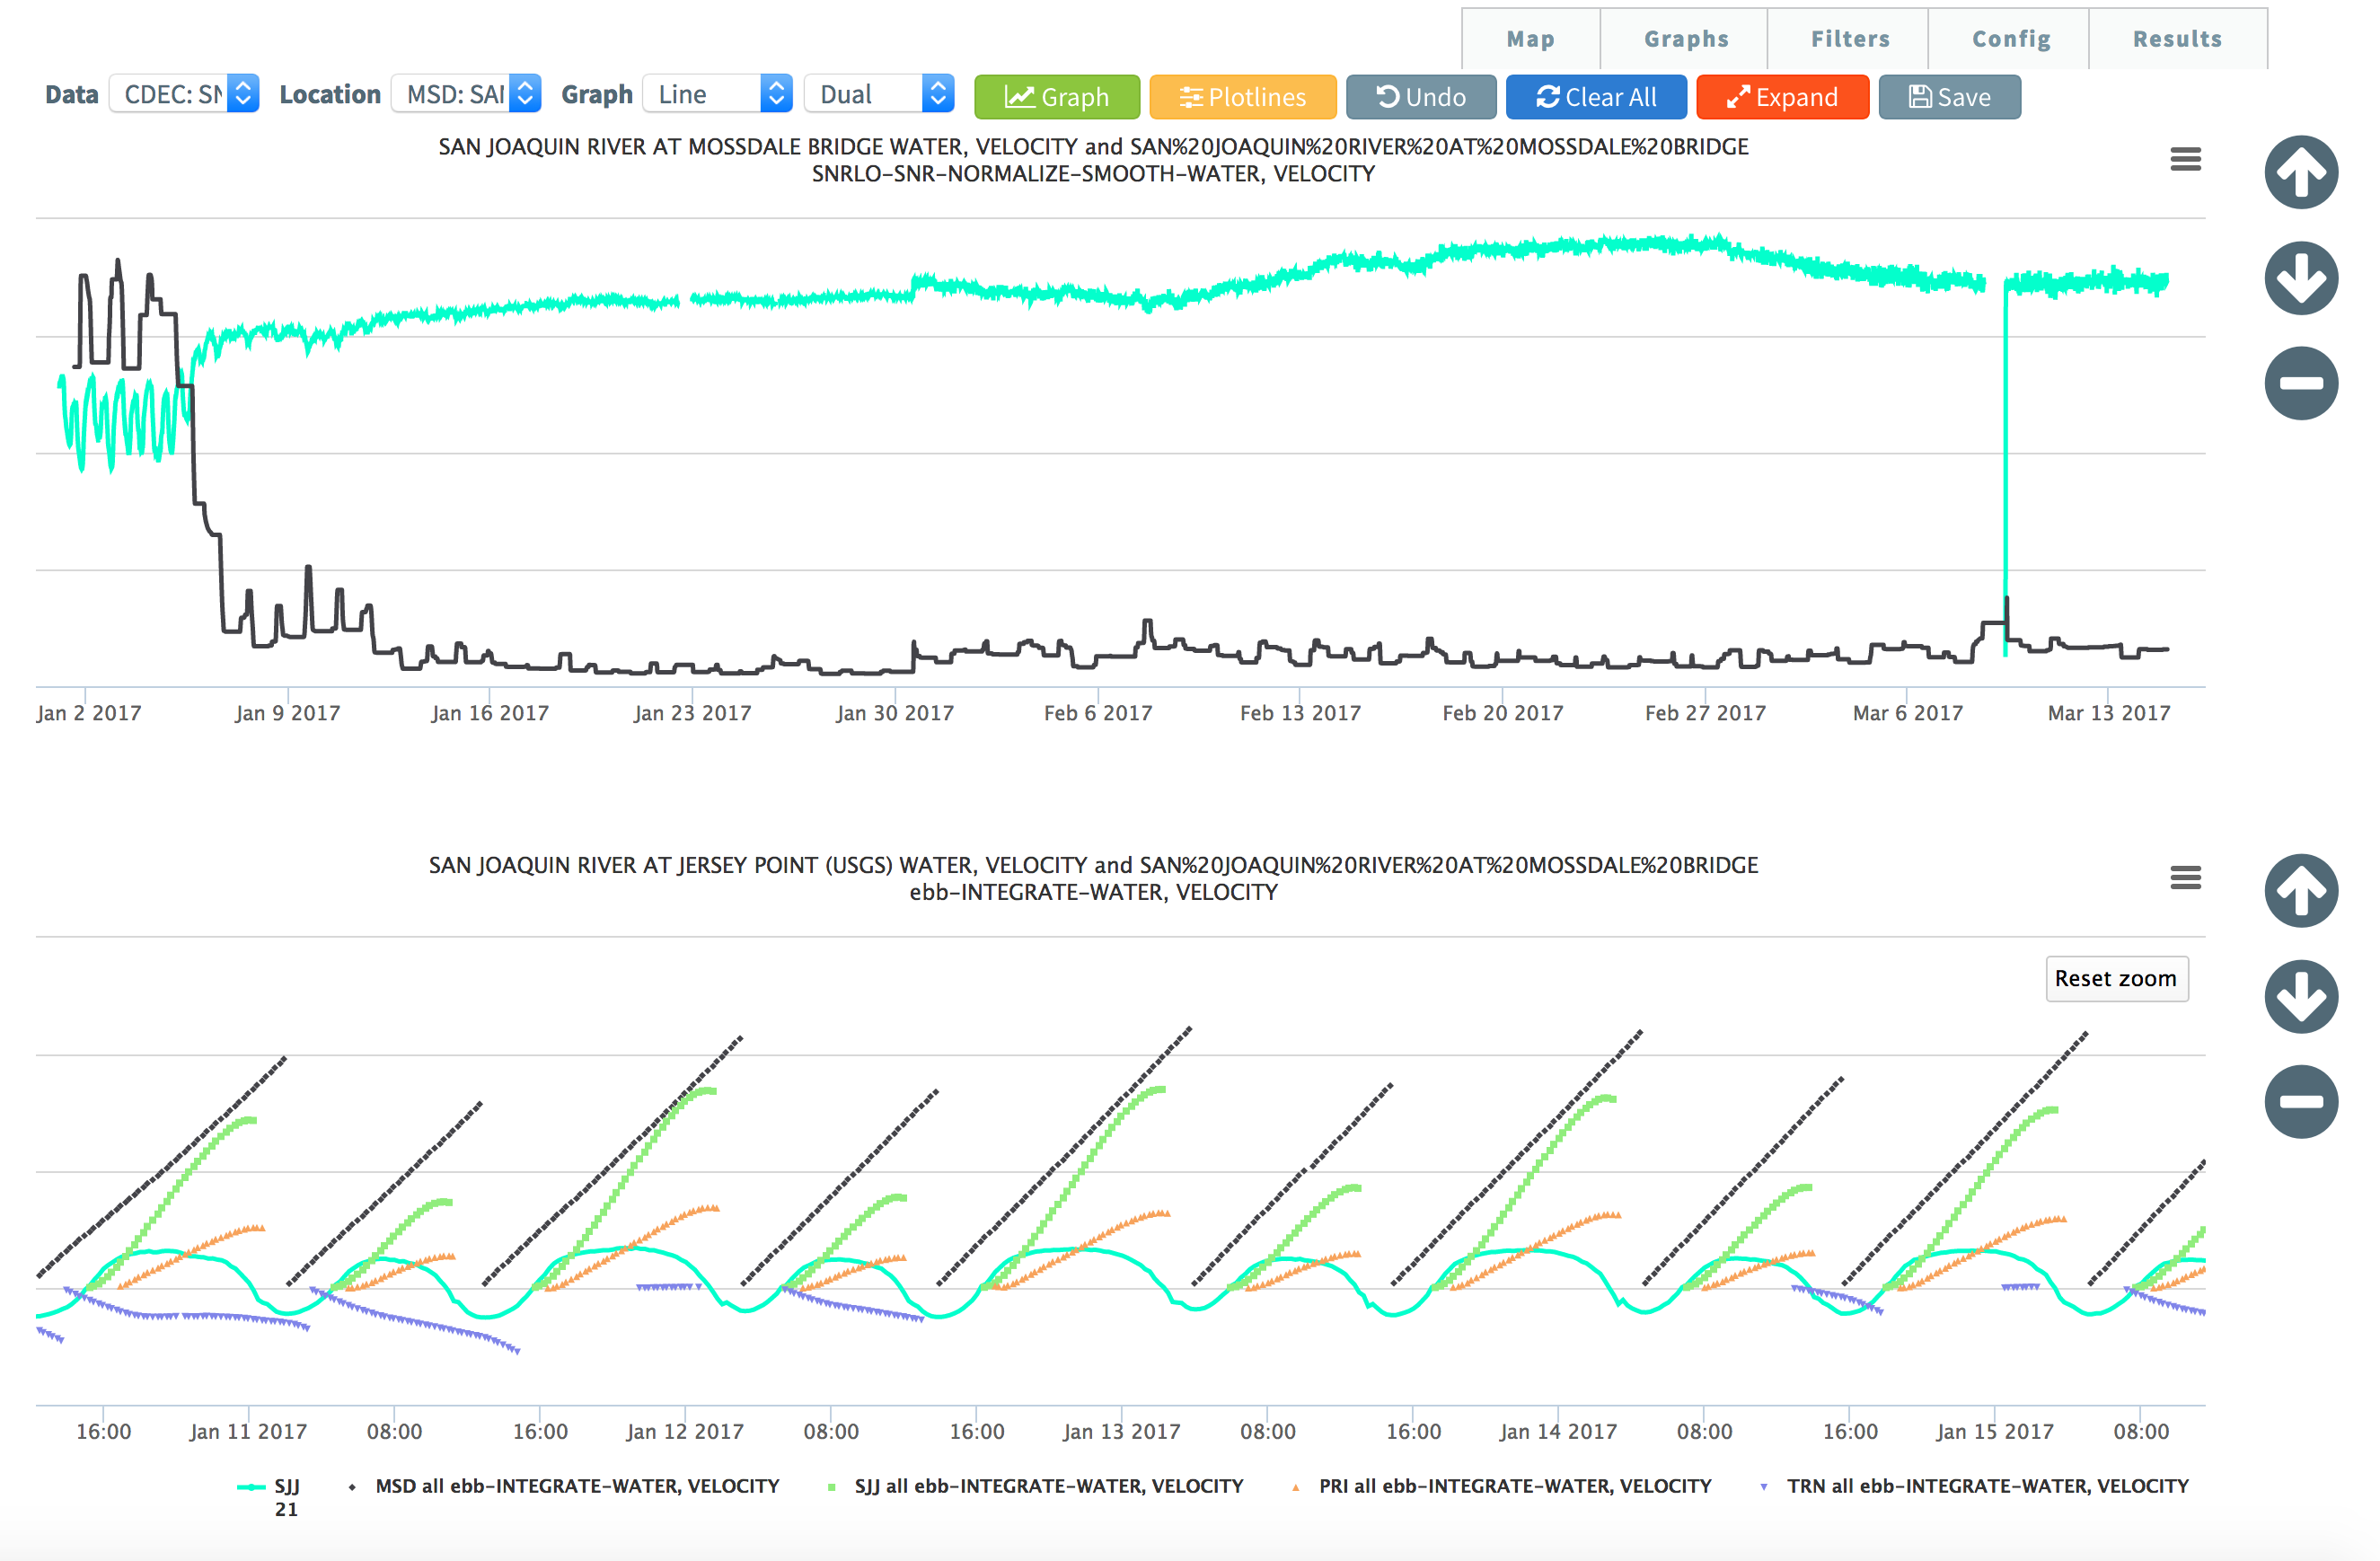 Map Graphs Filters Config Results
Data CDEC: SN Location MSD: SAN Graph Line Dual Graph Plotlines Undo Clear All Expand Save
SAN JOAQUIN RIVER AT MOSSDALE BRIDGE WATER, VELOCITY and SAN%20JOAQUIN%20RIVER%20AT%20MOSSDALE%20BRIDGE
SNRLO-SNR-NORMALIZE-SMOOTH-WATER, VELOCITY
Jan 2 2017 Jan 9 2017 Jan 16 2017 Jan 23 2017 Jan 30 2017 Feb 6 2017 Feb 13 2017 Feb 20 2017 Feb 27 2017 Mar 6 2017 Mar 13 2017
SAN JOAQUIN RIVER AT JERSEY POINT (USGS) WATER, VELOCITY and SAN%20JOAQUIN%20RIVER%20AT%20MOSSDALE%20BRIDGE
ebb-INTEGRATE-WATER, VELOCITY
Reset zoom
16:00 Jan 11 2017 08:00 16:00 Jan 12 2017 08:00 16:00 Jan 13 2017 08:00 16:00 Jan 14 2017 08:00 16:00 Jan 15 2017 08:00
SJJ MSD all ebb-INTEGRATE-WATER, VELOCITY SJJ all ebb-INTEGRATE-WATER, VELOCITY PRI all ebb-INTEGRATE-WATER, VELOCITY TRN all ebb-INTEGRATE-WATER, VELOCITY
21